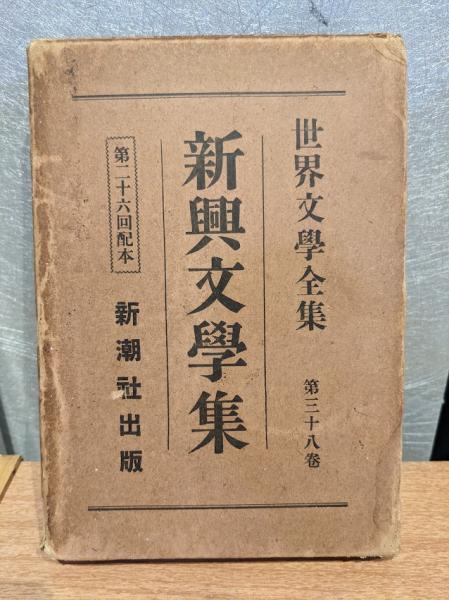 世界文學全集
第三十八卷
新興文學集
第二十六回配本
新潮社出版